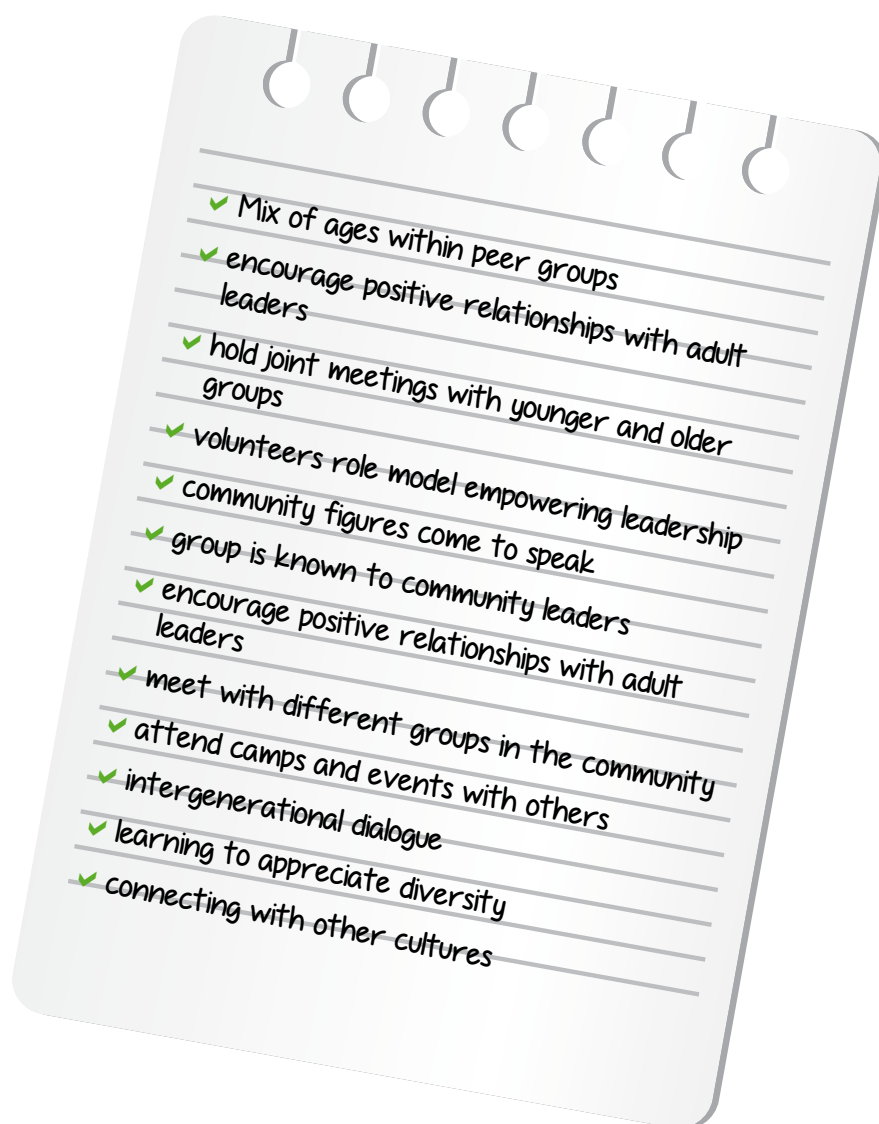 Mix of ages within peer groups
encourage positive relationships with adult
leaders
hold joint meetings with younger and older
groups
volunteers role model empowering leadership
community figures come to speak
group is known to community leaders
encourage positive relationships with adult
leaders
meet with different groups in the community
attend camps and events with others
intergenerational dialogue
learning to appreciate diversity
connecting with other cultures